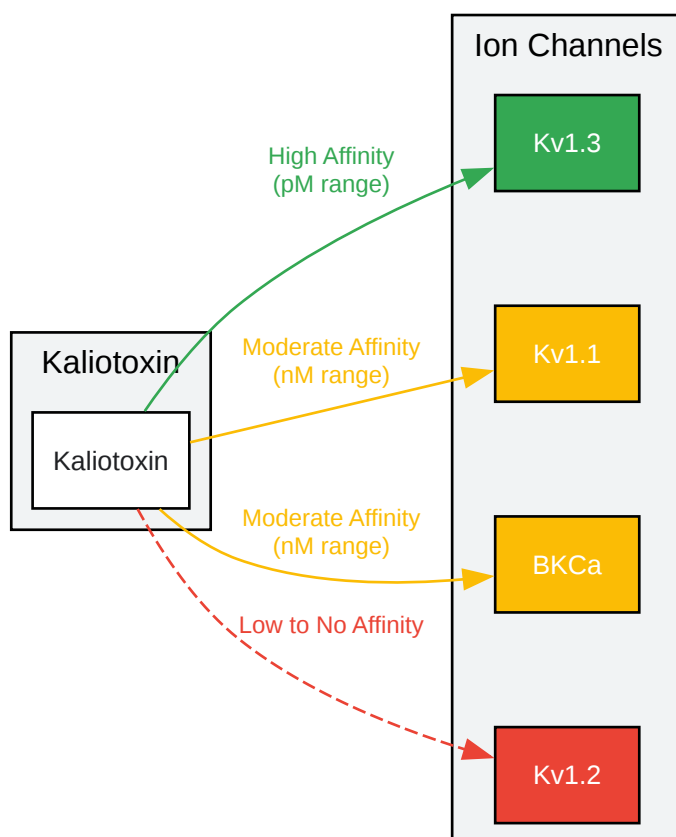 Ion Channels
Kv1.3
High Affinity
(pM range)
Kv1.1
Moderate Affinity
(nM range)
Kaliotoxin
Kaliotoxin
Moderate Affinity
(nM range)
BKCa
Low to No Affinity
Kv1.2